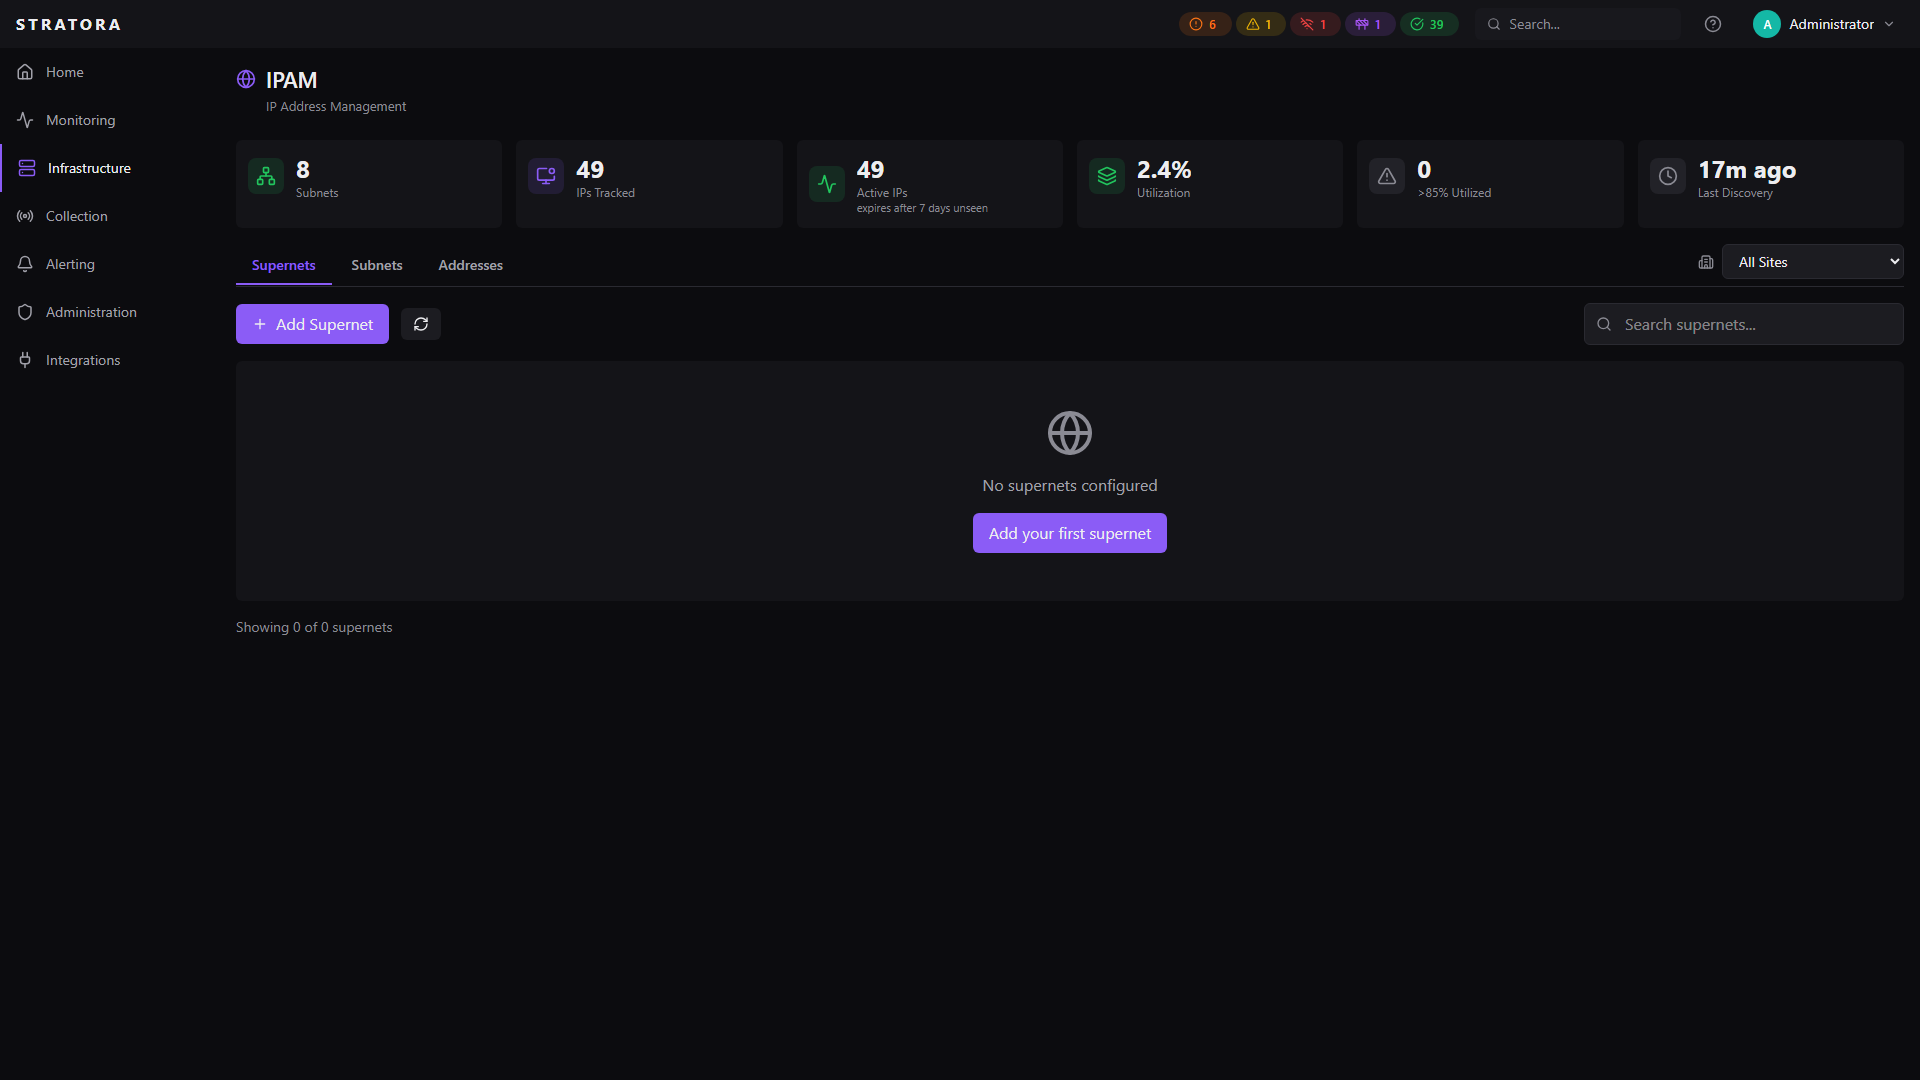 STRATORA
6
1
1
1
39
Search...
A
Administrator
Home
Monitoring
Infrastructure
Collection
Alerting
Administration
Integrations
IPAM
IP Address Management
8
Subnets
49
IPs Tracked
49
Active IPs
expires after 7 days unseen
2.4%
Utilization
0
>85% Utilized
17m ago
Last Discovery
Supernets
Subnets
Addresses
All Sites
+ Add Supernet
Search supernets...
No supernets configured
Add your first supernet
Showing 0 of 0 supernets